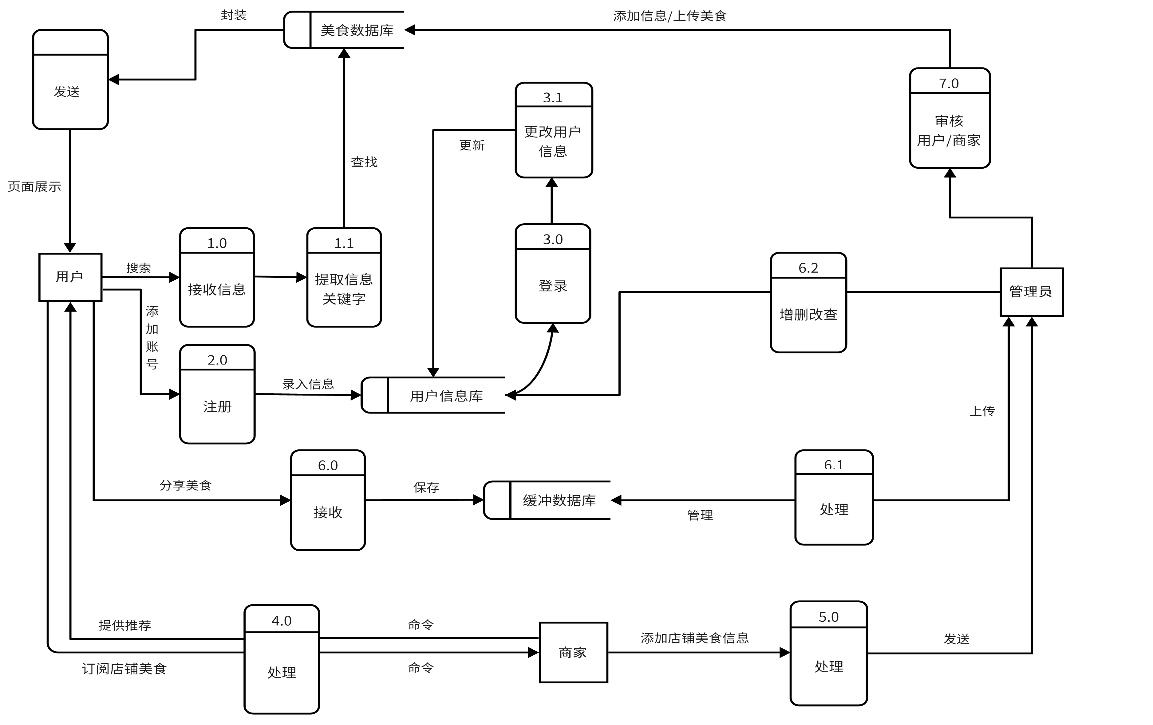 封装
美食数据库
添加信息/上传美食
发送
3.1
更改用户
信息
7.0
审核
用户/商家
更新
查找
页面展示
1.0
接收信息
1.1
提取信息
关键字
3.0
登录
6.2
增删改查
用户
搜索
管理员
添
加
账
号
2.0
注册
录入信息
用户信息库
上传
分享美食
6.0
接收
保存
缓冲数据库
管理
6.1
处理
提供推荐
订阅店铺美食
4.0
处理
命令
命令
商家
添加店铺美食信息
5.0
处理
发送